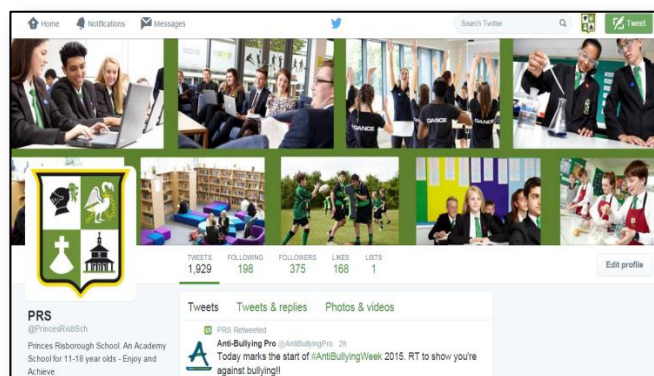 Home Notifications Messages Search Twitter Tweet
DANCE DANCE DANCE
TWEETS FOLLOWING FOLLOWERS LIKES LISTS
1,929 198 375 168 1
Edit profile
PRS
@PrincesRisbSch
Princes Risborough School. An Academy
School for 11-18 year olds - Enjoy and
Achieve
Tweets Tweets & replies Photos & videos
PRS Retweeted
Anti-Bullying Pro @AntiBullyingPro · 2h
Today marks the start of #AntiBullyingWeek 2015. RT to show you're
against bullying!!